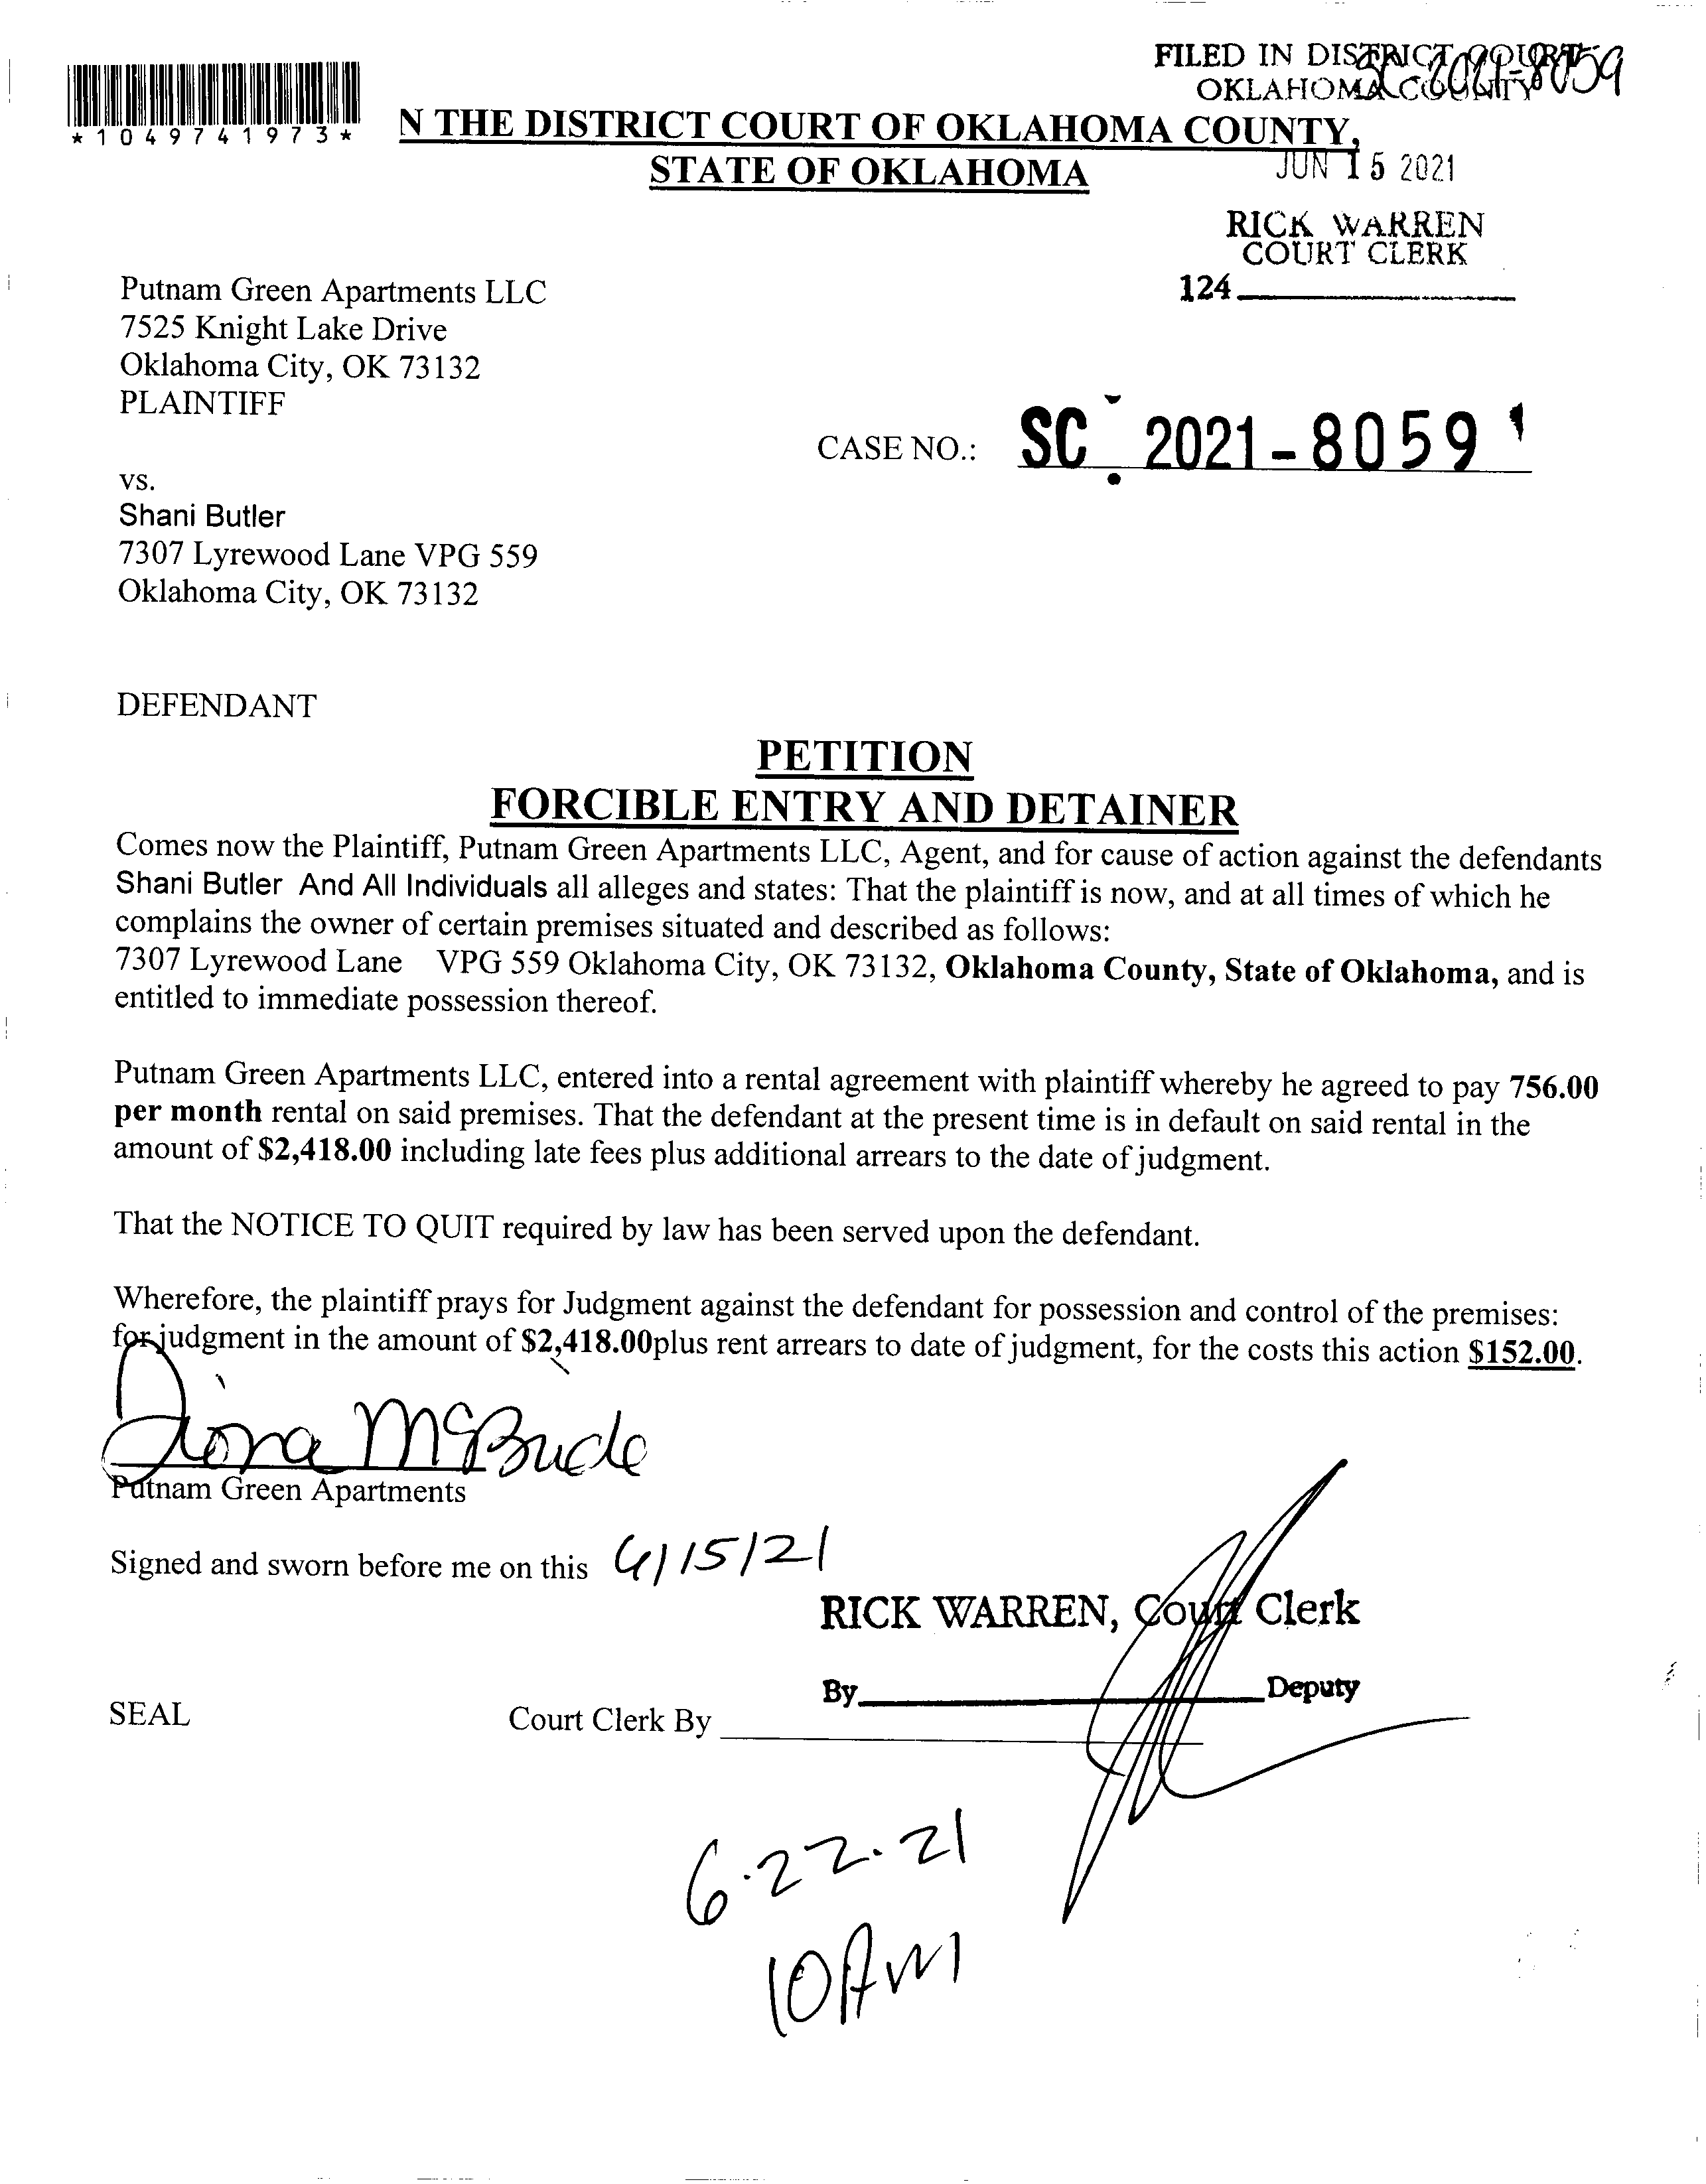 FILED IN DISTRICT COURT
OKLAHOMA COUNTY
SC-2021-8059
*1049741973*
N THE DISTRICT COURT OF OKLAHOMA COUNTY,
STATE OF OKLAHOMA
JUN 15 2021
RICK WARREN
COURT CLERK
124
Putnam Green Apartments LLC
7525 Knight Lake Drive
Oklahoma City, OK 73132
PLAINTIFF
CASE NO.: SC 2021-8059
vs.
Shani Butler
7307 Lyrewood Lane VPG 559
Oklahoma City, OK 73132
DEFENDANT
PETITION
FORCIBLE ENTRY AND DETAINER
Comes now the Plaintiff, Putnam Green Apartments LLC, Agent, and for cause of action against the defendants
Shani Butler And All Individuals all alleges and states: That the plaintiff is now, and at all times of which he
complains the owner of certain premises situated and described as follows:
7307 Lyrewood Lane VPG 559 Oklahoma City, OK 73132, Oklahoma County, State of Oklahoma, and is
entitled to immediate possession thereof.
Putnam Green Apartments LLC, entered into a rental agreement with plaintiff whereby he agreed to pay 756.00
per month rental on said premises. That the defendant at the present time is in default on said rental in the
amount of $2,418.00 including late fees plus additional arrears to the date of judgment.
That the NOTICE TO QUIT required by law has been served upon the defendant.
Wherefore, the plaintiff prays for Judgment against the defendant for possession and control of the premises:
for judgment in the amount of $2,418.00plus rent arrears to date of judgment, for the costs this action $152.00.
McBride
Putnam Green Apartments
Signed and sworn before me on this 6/15/21
RICK WARREN, Court Clerk
By Deputy
SEAL
Court Clerk By
6.22.21
10AM